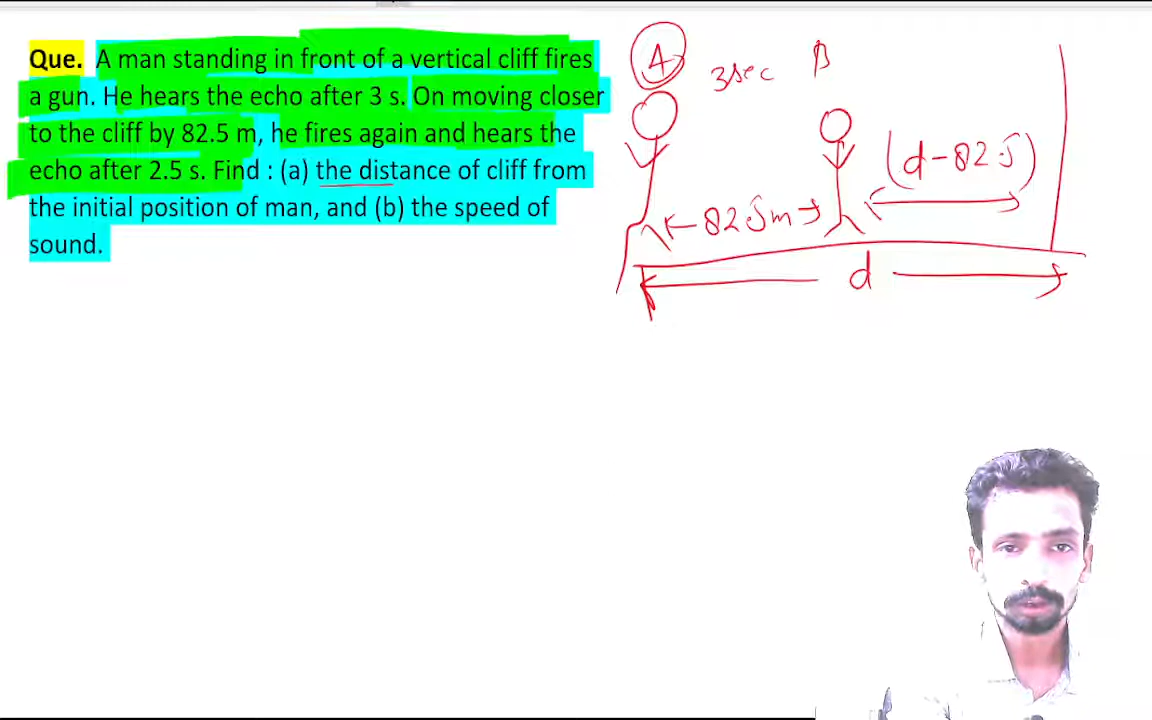 Que. A man standing in front of a vertical cliff fires
a gun. He hears the echo after 3 s. On moving closer
to the cliff by 82.5 m, he fires again and hears the
echo after 2.5 s. Find : (a) the distance of cliff from
the initial position of man, and (b) the speed of
sound.
A 3sec B
(d-82.5)
82.5m
d